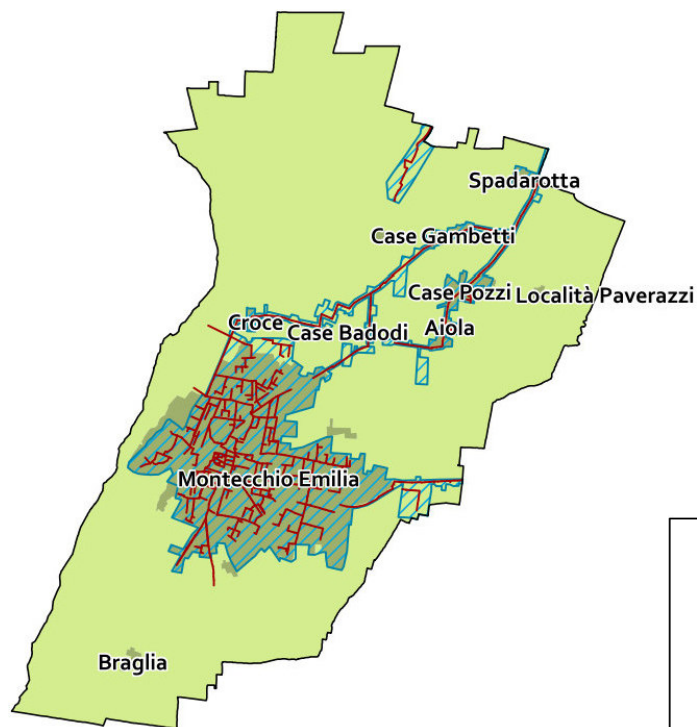 Spadarotta
Case Gambetti
Case Pozzi
Località Paverazzi
Croce
Case Badodi
Aiola
Montecchio Emilia
Braglia